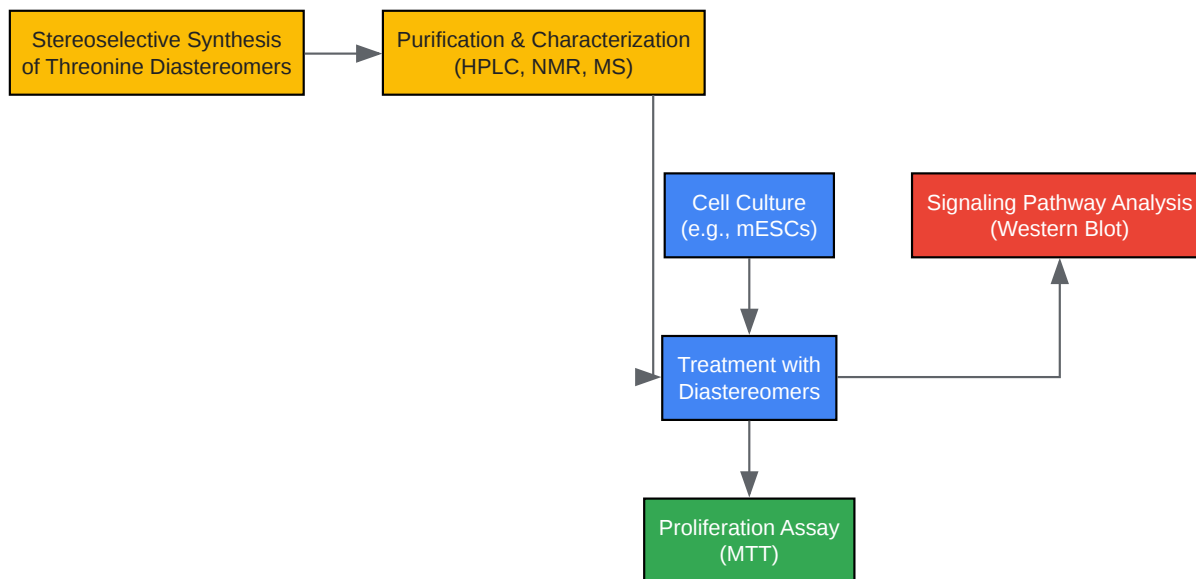 Stereoselective Synthesis
of Threonine Diastereomers
Purification & Characterization
(HPLC, NMR, MS)
Cell Culture
(e.g., mESCs)
Signaling Pathway Analysis
(Western Blot)
Treatment with
Diastereomers
Proliferation Assay
(MTT)